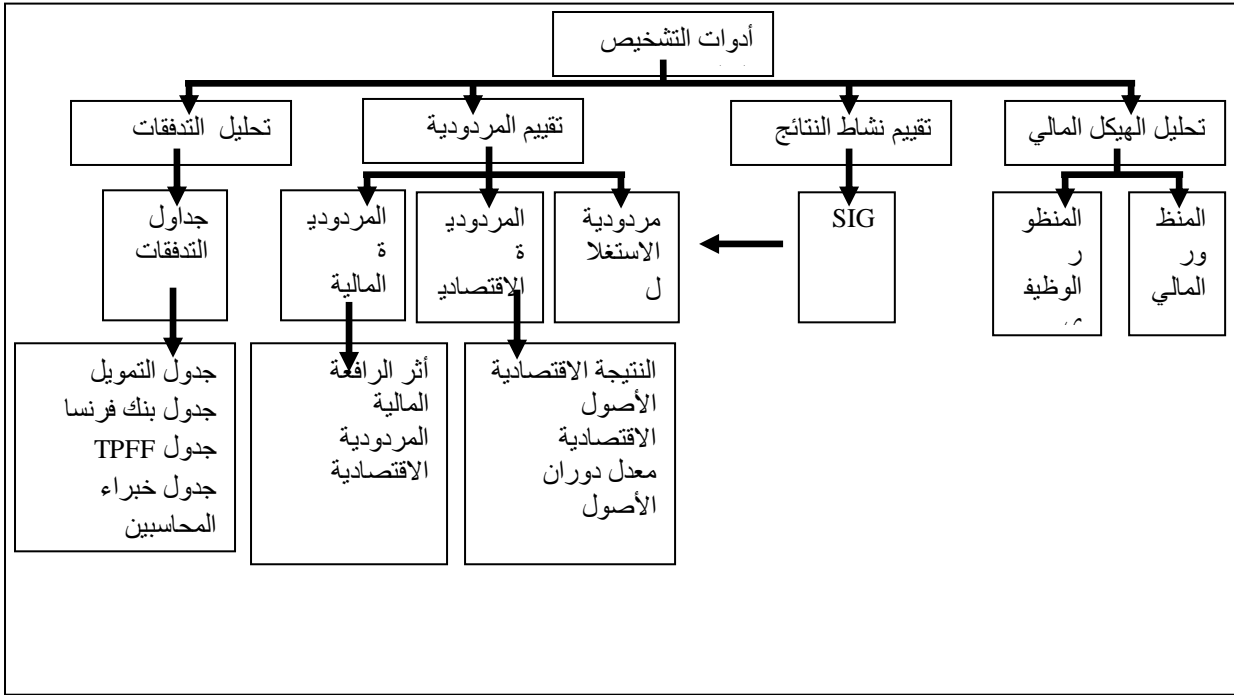 أدوات التشخيص
تحليل الهيكل المالي
تقييم نشاط النتائج
تقييم المردودية
تحليل التدفقات
المنظ
ور
المالي
المنظو
ر
الوظيف
SIG
مردودية
الاستغلا
ل
المردودي
ة
الاقتصادي
المردودي
ة
المالية
جداول
التدفقات
النتيجة الاقتصادية
الأصول
الاقتصادية
معدل دوران
الأصول
أثر الرافعة
المالية
المردودية
الاقتصادية
جدول التمويل
جدول بنك فرنسا
جدول TPFF
جدول خبراء
المحاسبين